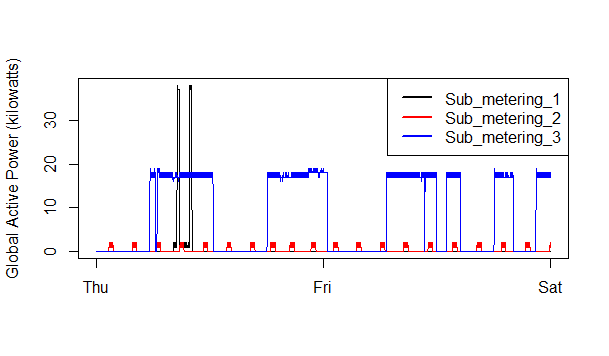 Global Active Power (kilowatts)
30
20
10
0
Sub_metering_1
Sub_metering_2
Sub_metering_3
Thu
Fri
Sat